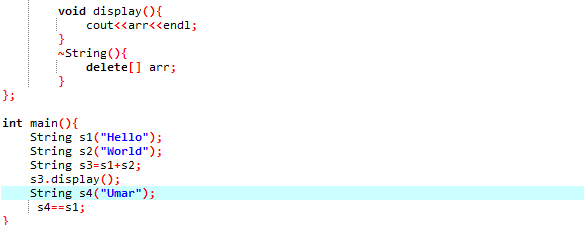 void display(){
cout<<arr<<endl;
}
~String(){
delete[] arr;
}
};
int main(){
String s1("Hello");
String s2("World");
String s3=s1+s2;
s3.display();
String s4("Umar");
s4==s1;
}